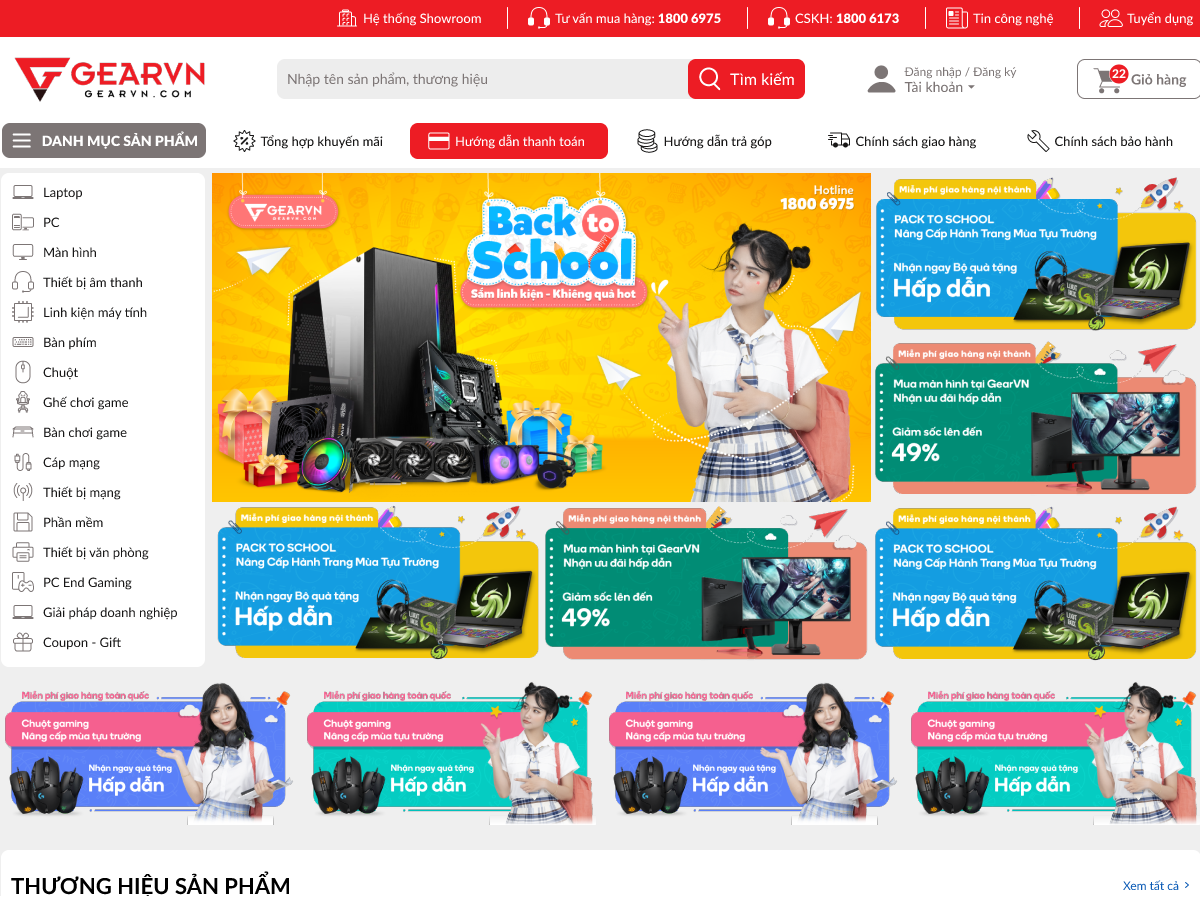 Hệ thống Showroom
Tư vấn mua hàng: 1800 6975
CSKH: 1800 6173
Tin công nghệ
Tuyển dụng
GEARVN
GEARVN.COM
Nhập tên sản phẩm, thương hiệu
Tìm kiếm
Đăng nhập / Đăng ký
Tài khoản
22
Giỏ hàng
DANH MỤC SẢN PHẨM
Tổng hợp khuyến mãi
Hướng dẫn thanh toán
Hướng dẫn trả góp
Chính sách giao hàng
Chính sách bảo hành
Laptop
PC
Màn hình
Thiết bị âm thanh
Linh kiện máy tính
Bàn phím
Chuột
Ghế chơi game
Bàn chơi game
Cáp mạng
Thiết bị mạng
Phần mềm
Thiết bị văn phòng
PC End Gaming
Giải pháp doanh nghiệp
Coupon - Gift
GEARVN
GEARVN.COM
Hotline
1800 6975
Back to
School
Sắm linh kiện - Khiêng quà hot
Miễn phí giao hàng nội thành
PACK TO SCHOOL
Nâng Cấp Hành Trang Mùa Tựu Trường
Nhận ngay Bộ quà tặng
Hấp dẫn
Miễn phí giao hàng nội thành
Mua màn hình tại GearVN
Nhận ưu đãi hấp dẫn
Giảm sốc lên đến
49%
Miễn phí giao hàng nội thành
PACK TO SCHOOL
Nâng Cấp Hành Trang Mùa Tựu Trường
Nhận ngay Bộ quà tặng
Hấp dẫn
Miễn phí giao hàng nội thành
Mua màn hình tại GearVN
Nhận ưu đãi hấp dẫn
Giảm sốc lên đến
49%
Miễn phí giao hàng nội thành
PACK TO SCHOOL
Nâng Cấp Hành Trang Mùa Tựu Trường
Nhận ngay Bộ quà tặng
Hấp dẫn
Miễn phí giao hàng toàn quốc
Chuột gaming
Nâng cấp mùa tựu trường
Nhận ngay quà tặng
Hấp dẫn
Miễn phí giao hàng toàn quốc
Chuột gaming
Nâng cấp mùa tựu trường
Nhận ngay quà tặng
Hấp dẫn
Miễn phí giao hàng toàn quốc
Chuột gaming
Nâng cấp mùa tựu trường
Nhận ngay quà tặng
Hấp dẫn
Miễn phí giao hàng toàn quốc
Chuột gaming
Nâng cấp mùa tựu trường
Nhận ngay quà tặng
Hấp dẫn
THƯƠNG HIỆU SẢN PHẨM
Xem tất cả